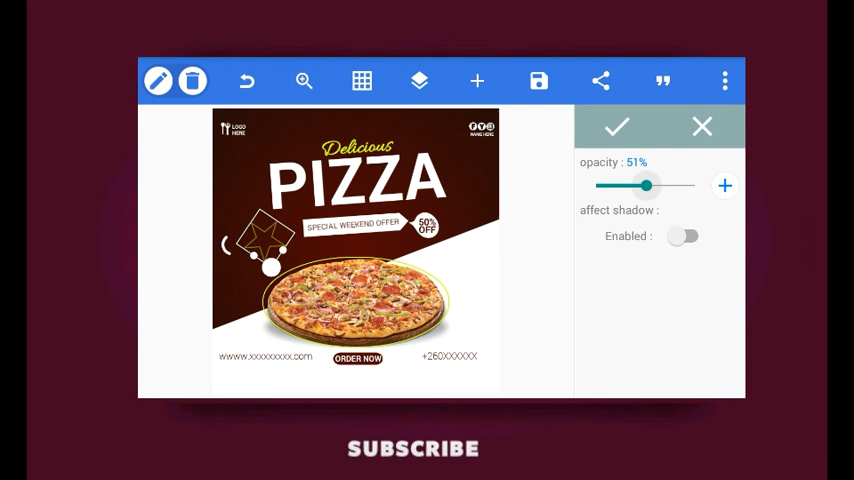 opacity : 51%
affect shadow :
Enabled :
LOGO
HERE
NAME HERE
Delicious
PIZZA
SPECIAL WEEKEND OFFER
50%
OFF
wwww.xxxxxxxxx.com
ORDER NOW
+260XXXXXX
SUBSCRIBE